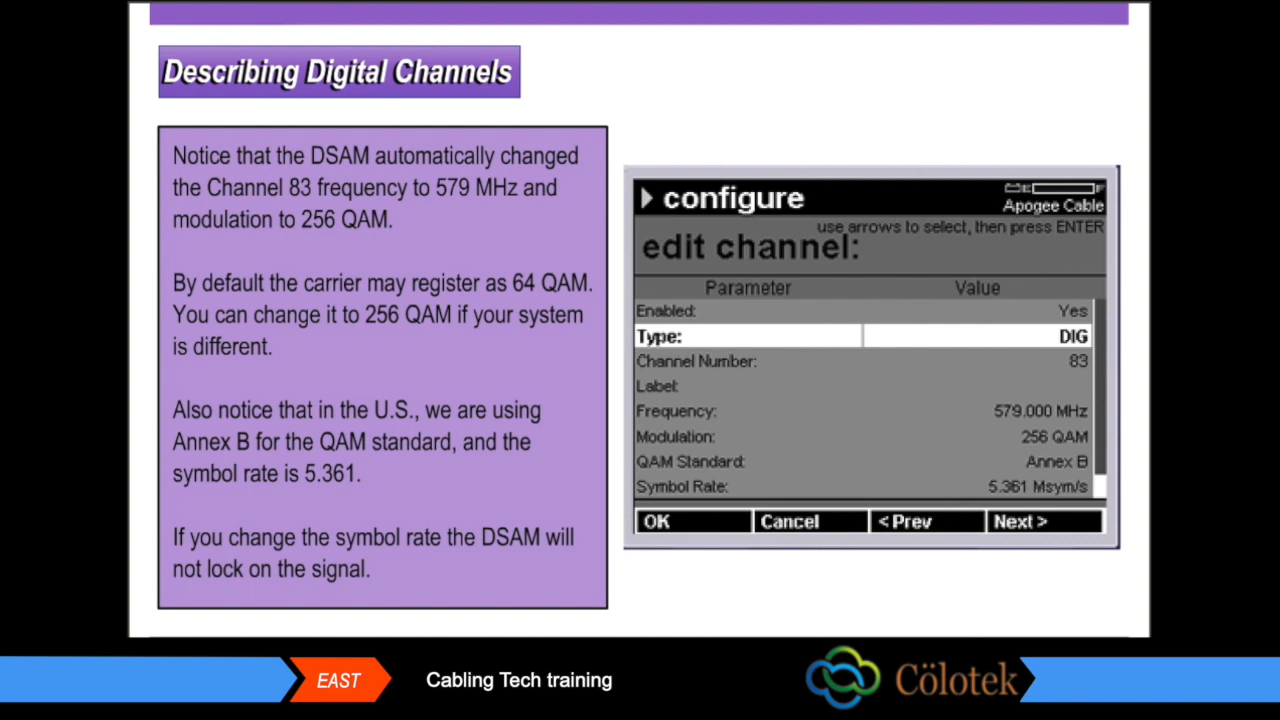 Describing Digital Channels
Notice that the DSAM automatically changed
the Channel 83 frequency to 579 MHz and
modulation to 256 QAM.
By default the carrier may register as 64 QAM.
You can change it to 256 QAM if your system
is different.
Also notice that in the U.S., we are using
Annex B for the QAM standard, and the
symbol rate is 5.361.
If you change the symbol rate the DSAM will
not lock on the signal.
configure
Apogee Cable
use arrows to select, then press ENTER
edit channel:
Parameter Value
Enabled: Yes
Type: DIG
Channel Number: 83
Label:
Frequency: 579.000 MHz
Modulation: 256 QAM
QAM Standard: Annex B
Symbol Rate: 5.361 Msym/s
OK Cancel < Prev Next >
EAST Cabling Tech training Cölotek